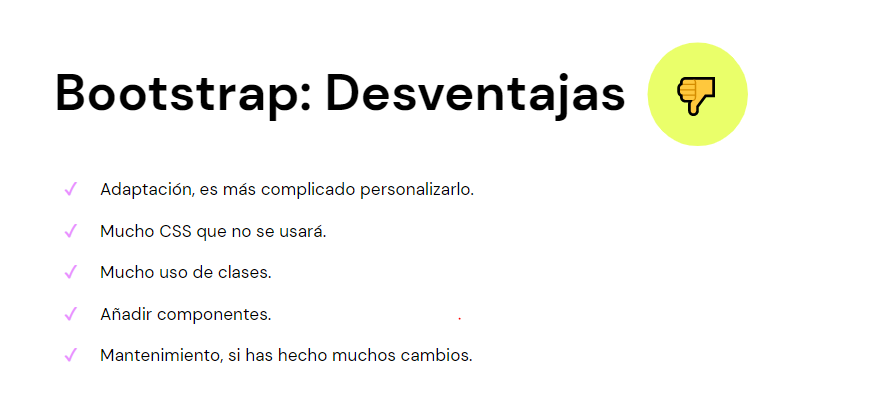 Bootstrap: Desventajas
Adaptación, es más complicado personalizarlo.
Mucho CSS que no se usará.
Mucho uso de clases.
Añadir componentes.
Mantenimiento, si has hecho muchos cambios.